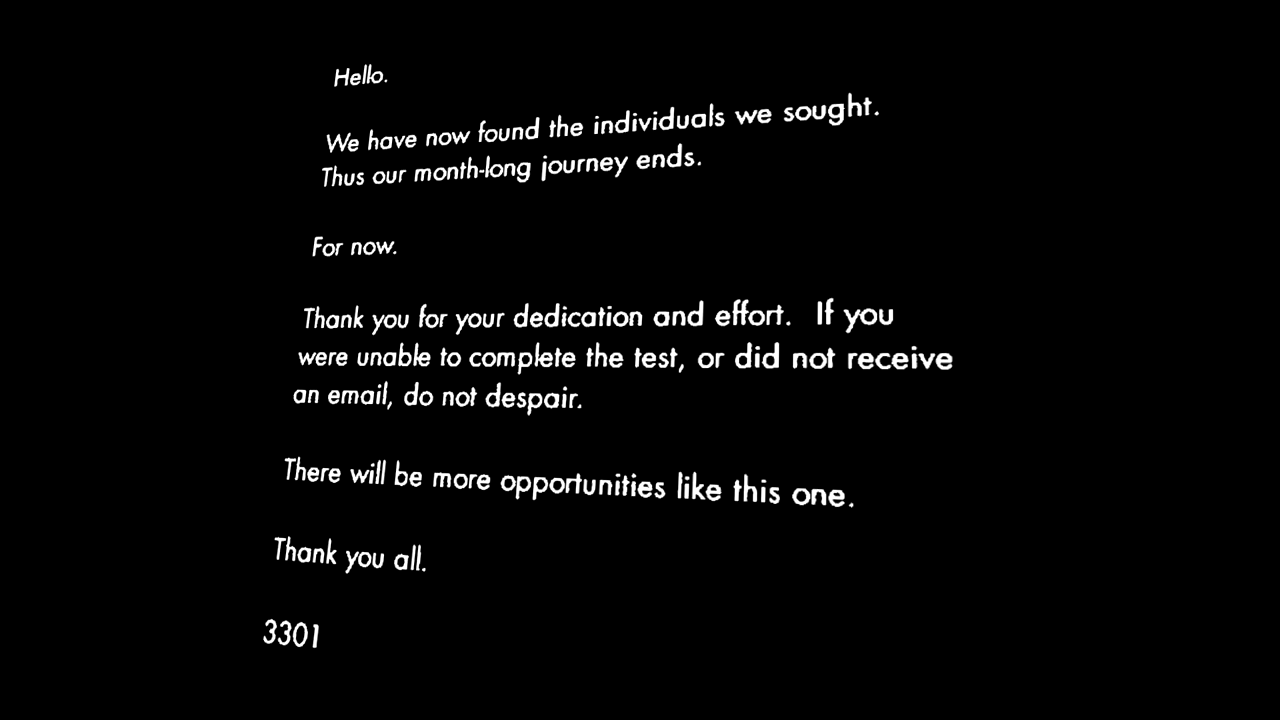 Hello.
We have now found the individuals we sought.
Thus our month-long journey ends.
For now.
Thank you for your dedication and effort.  If you
were unable to complete the test, or did not receive
an email, do not despair.
There will be more opportunities like this one.
Thank you all.
3301